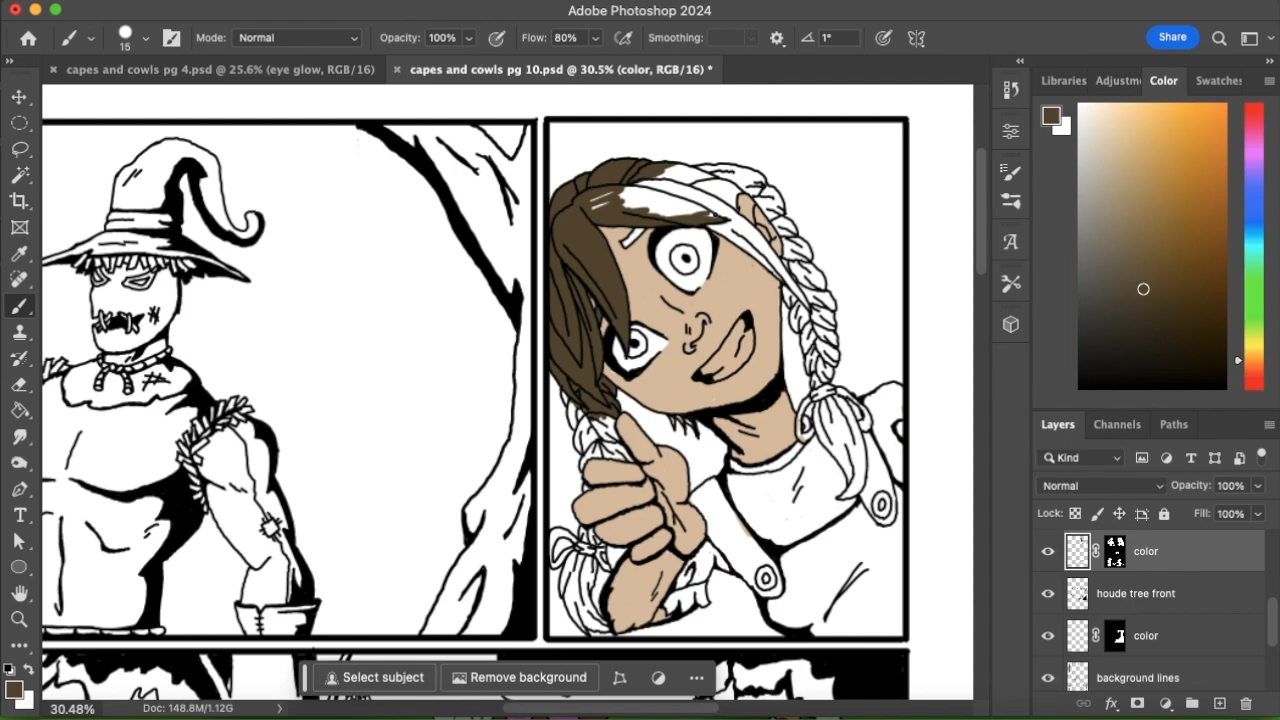 Adobe Photoshop 2024
15 Mode: Normal Opacity: 100% Flow: 80% Smoothing: 1° Share
capes and cowls pg 4.psd @ 25.6% (eye glow, RGB/16) capes and cowls pg 10.psd @ 30.5% (color, RGB/16) *
Libraries Adjustm Color Swatche
Layers Channels Paths
Kind
Normal Opacity: 100%
Lock: Fill: 100%
color
houde tree front
color
background lines
Select subject Remove background
30.48% Doc: 148.8M/1.12G